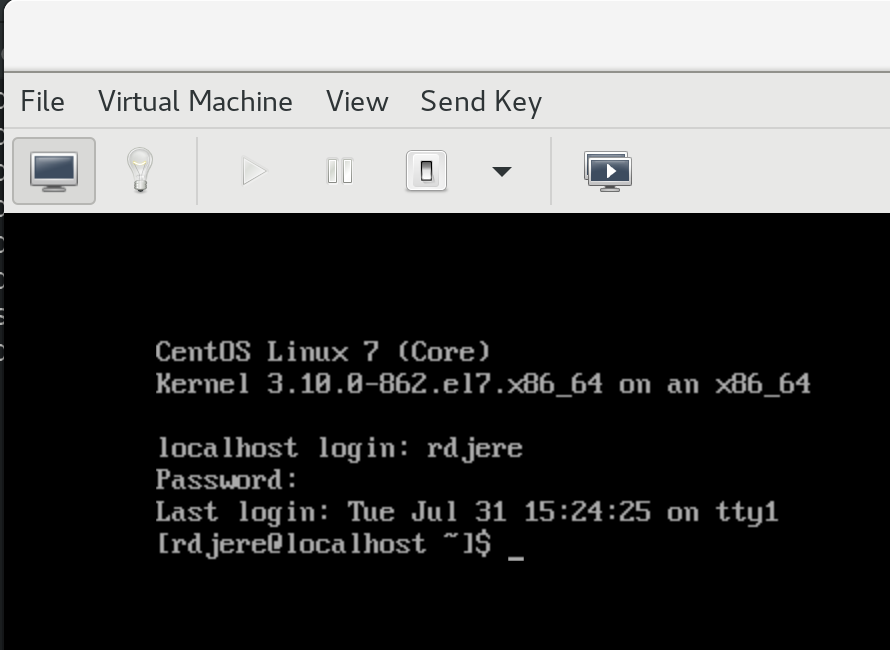 File Virtual Machine View Send Key
CentOS Linux 7 (Core)
Kernel 3.10.0-862.el7.x86_64 on an x86_64
localhost login: rdjere
Password:
Last login: Tue Jul 31 15:24:25 on tty1
[rdjere@localhost ~]$ _